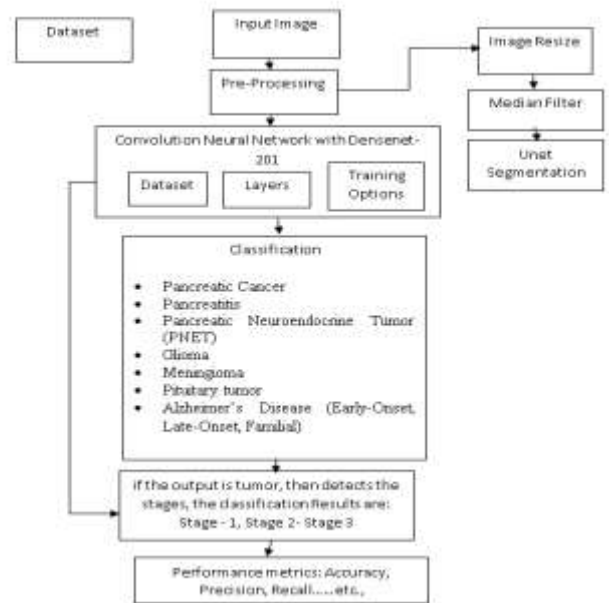 Dataset
Input Image
Image Resize
Pre-Processing
Median Filter
Convolution Neural Network with Densenet-
201
Unet
Segmentation
Dataset
Layers
Training
Options
Classification
• Pancreatic Cancer
• Pancreatitis
• Pancreatic Neuroendocrine Tumor
(PNET)
• Glioma
• Meningioma
• Pituitary tumor
• Alzheimer's Disease (Early-Onset,
Late-Onset, Familial)
if the output is tumor, then detects the
stages, the classification Results are:
Stage - 1, Stage 2- Stage 3
Performance metrics: Accuracy,
Precision, Recall.....etc.,